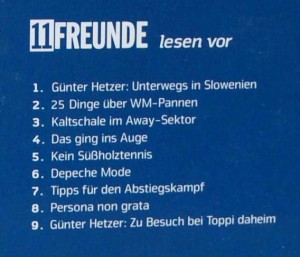 11FREUNDE lesen vor
1. Günter Hetzer: Unterwegs in Slowenien
2. 25 Dinge über WM-Pannen
3. Kaltschale im Away-Sektor
4. Das ging ins Auge
5. Kein Süßholztennis
6. Depeche Mode
7. Tipps für den Abstiegskampf
8. Persona non grata
9. Günter Hetzer: Zu Besuch bei Toppi daheim